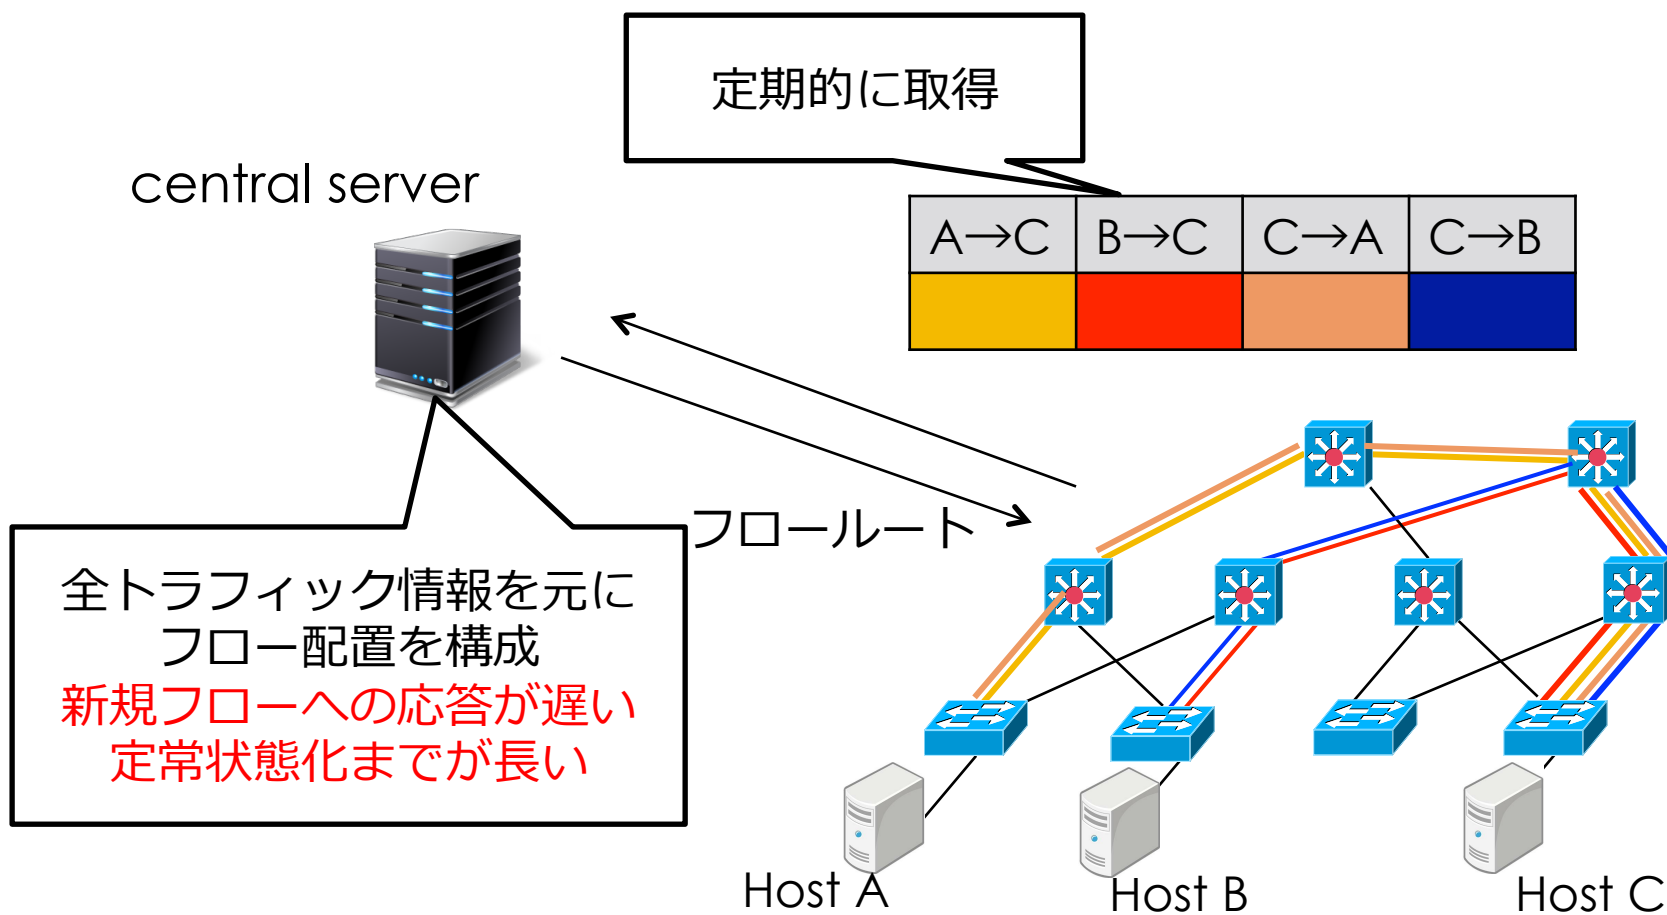 定期的に取得
central server
A→C B→C C→A C→B
フロールート
全トラフィック情報を元に
フロー配置を構成
新規フローへの応答が遅い
定常状態化までが長い
Host A
Host B
Host C